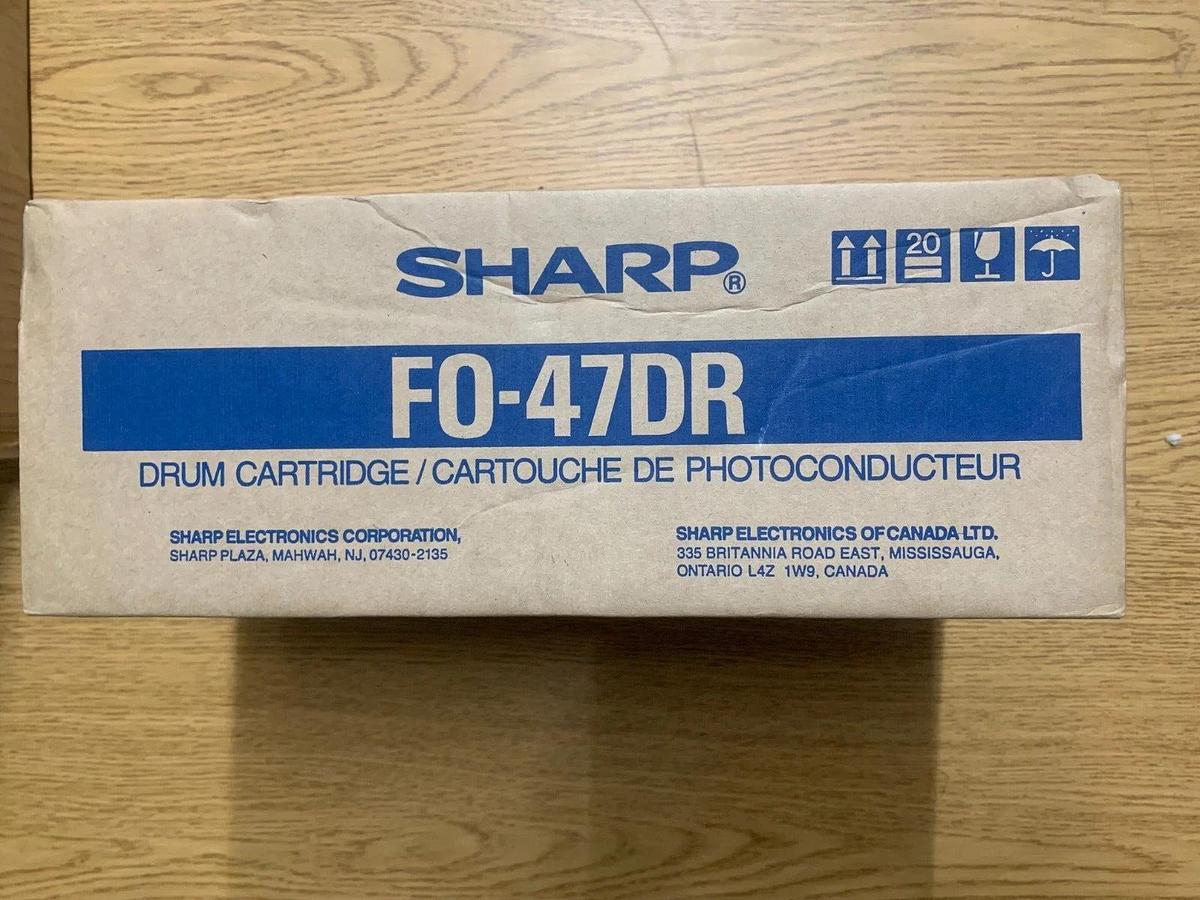 SHARP®
20
FO-47DR
DRUM CARTRIDGE / CARTOUCHE DE PHOTOCONDUCTEUR
SHARP ELECTRONICS CORPORATION,
SHARP PLAZA, MAHWAH, NJ, 07430-2135
SHARP ELECTRONICS OF CANADA LTD.
335 BRITANNIA ROAD EAST, MISSISSAUGA,
ONTARIO L4Z 1W9, CANADA